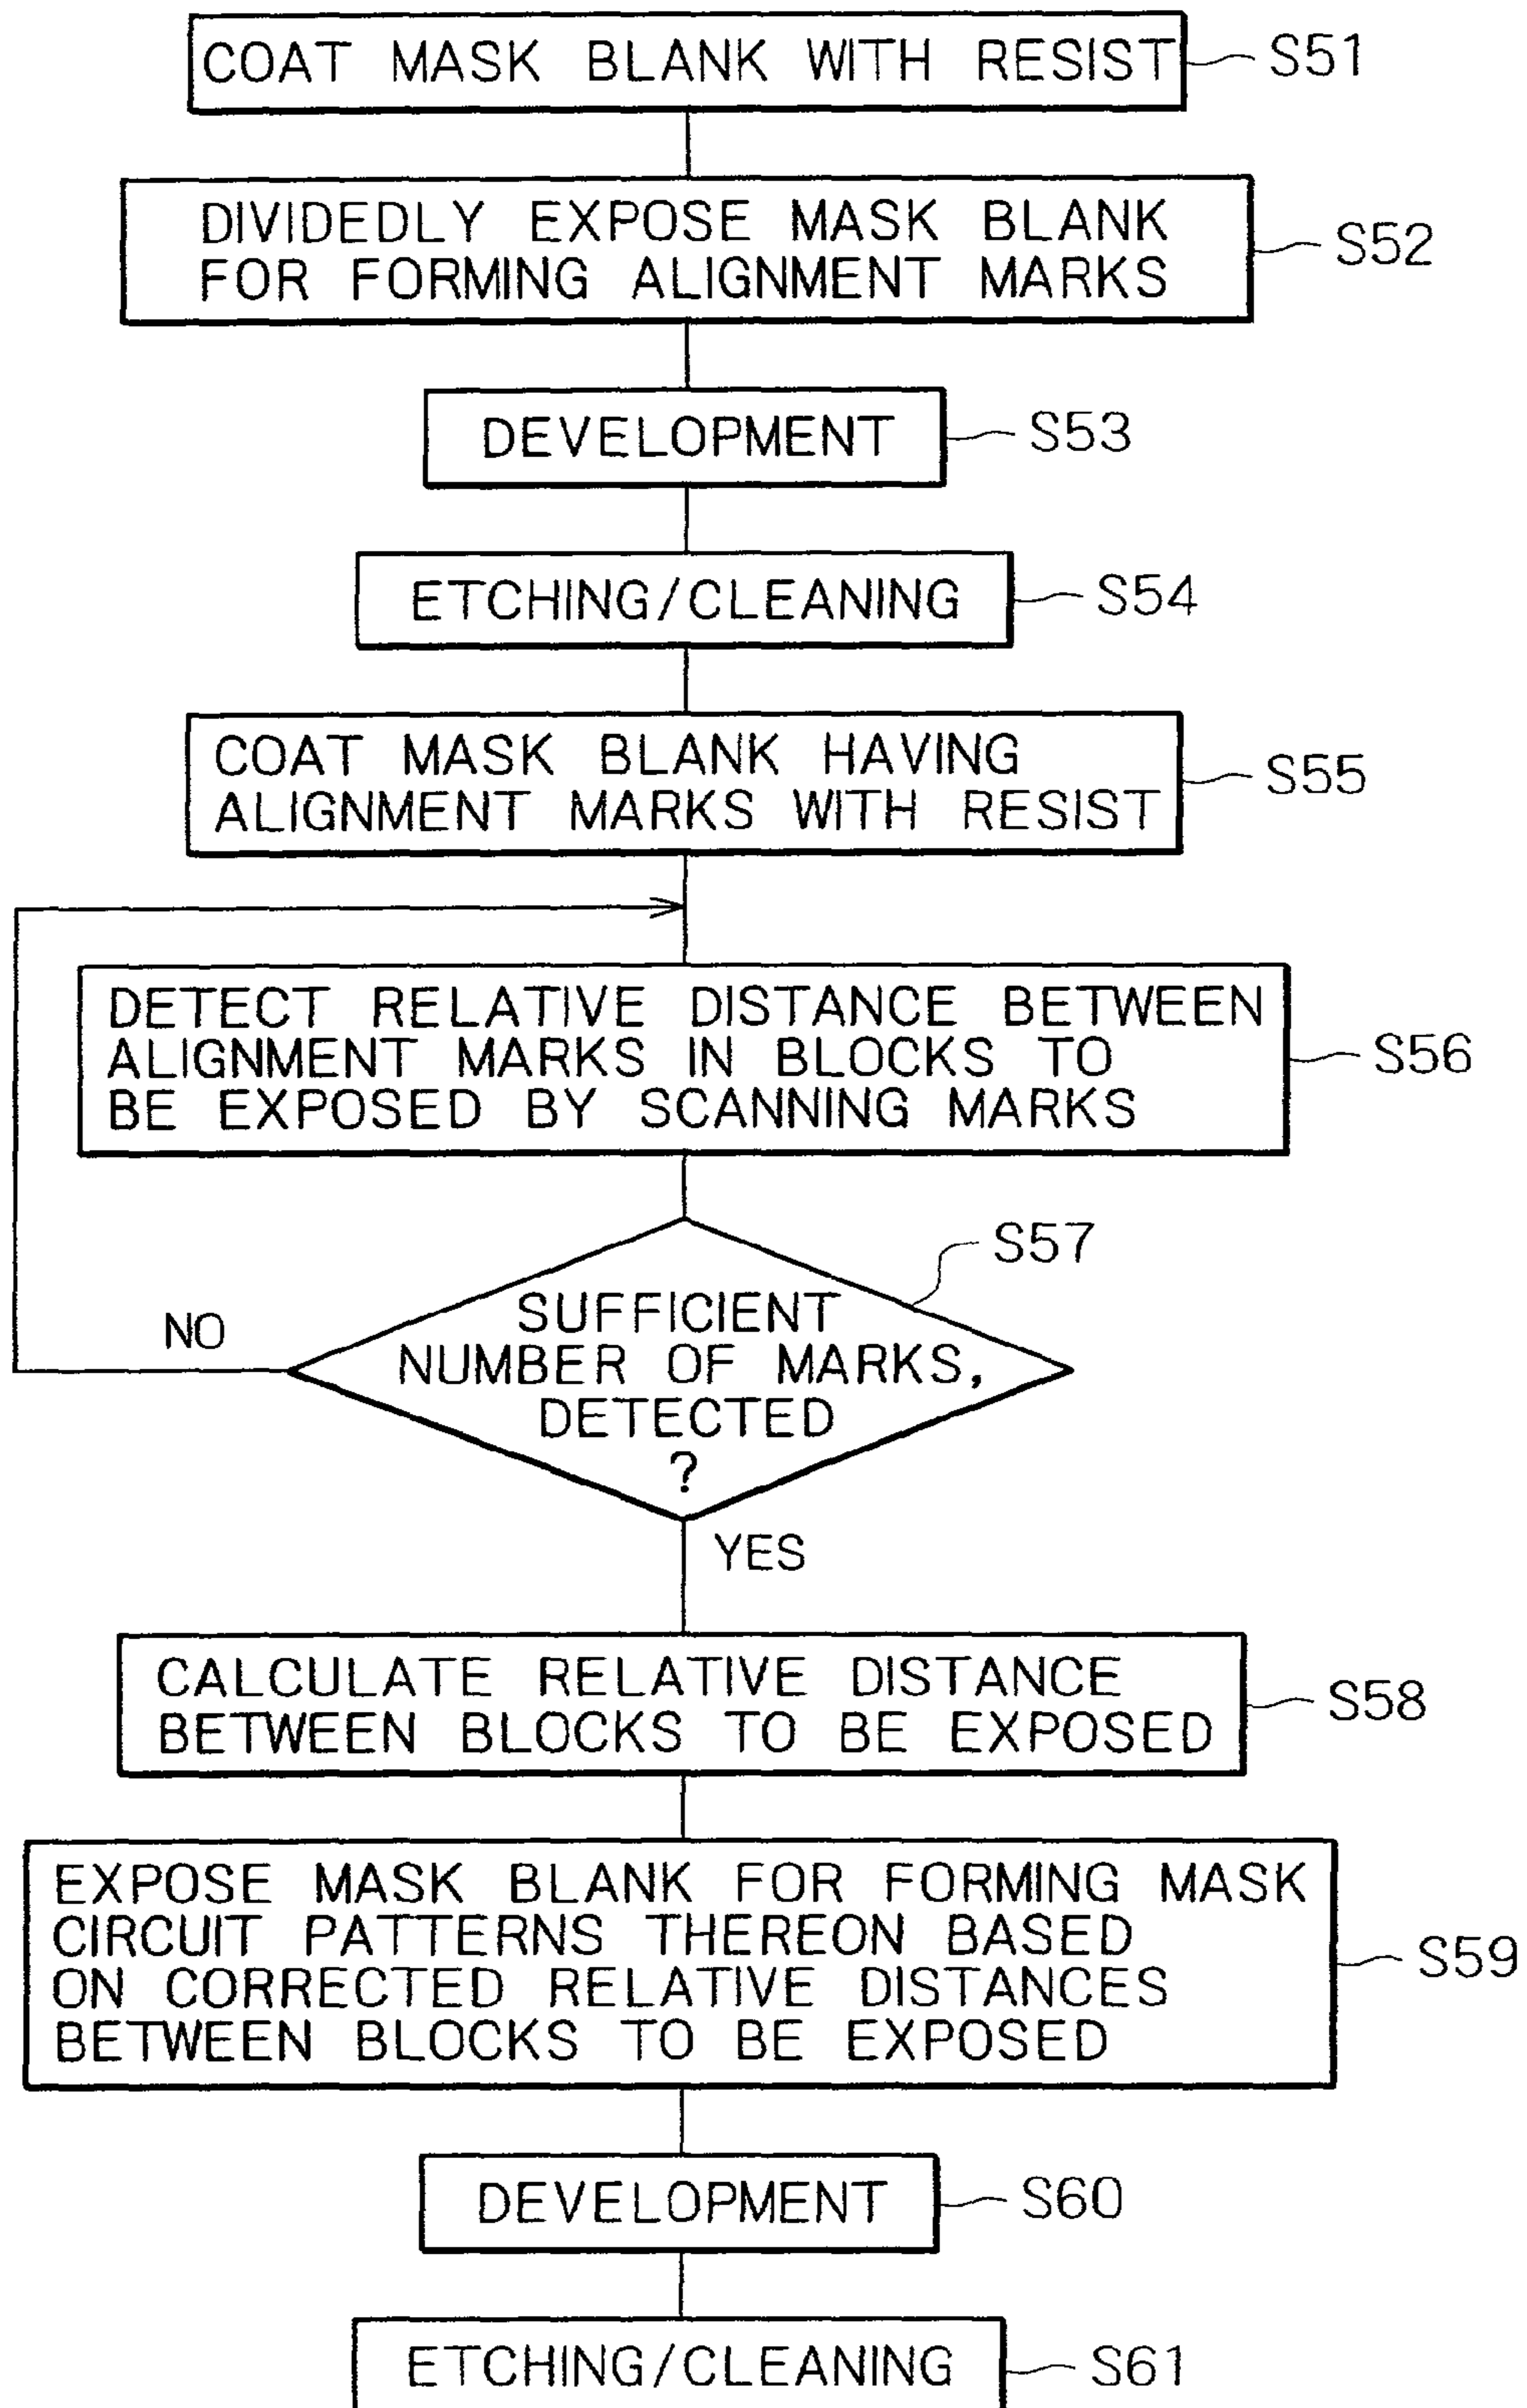 COAT MASK BLANK WITH RESIST
S51
DIVIDEDLY EXPOSE MASK BLANK
FOR FORMING ALIGNMENT MARKS
S52
DEVELOPMENT
S53
ETCHING/CLEANING
S54
COAT MASK BLANK HAVING
ALIGNMENT MARKS WITH RESIST
S55
DETECT RELATIVE DISTANCE BETWEEN
ALIGNMENT MARKS IN BLOCKS TO
BE EXPOSED BY SCANNING MARKS
S56
S57
SUFFICIENT
NUMBER OF MARKS,
DETECTED
?
NO
YES
CALCULATE RELATIVE DISTANCE
BETWEEN BLOCKS TO BE EXPOSED
S58
EXPOSE MASK BLANK FOR FORMING MASK
CIRCUIT PATTERNS THEREON BASED
ON CORRECTED RELATIVE DISTANCES
BETWEEN BLOCKS TO BE EXPOSED
S59
DEVELOPMENT
S60
ETCHING/CLEANING
S61